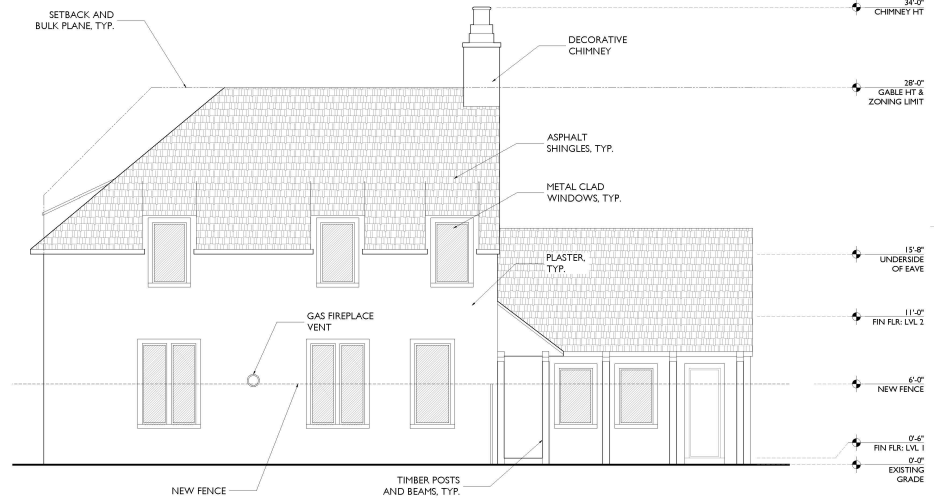 SETBACK AND
BULK PLANE, TYP.
DECORATIVE
CHIMNEY
ASPHALT
SHINGLES, TYP.
METAL CLAD
WINDOWS, TYP.
PLASTER,
TYP.
GAS FIREPLACE
VENT
NEW FENCE
TIMBER POSTS
AND BEAMS, TYP.
34'-0"
CHIMNEY HT
28'-0"
GABLE HT &
ZONING LIMIT
15'-8"
UNDERSIDE
OF EAVE
11'-0"
FIN FLR: LVL 2
6'-0"
NEW FENCE
0'-6"
FIN FLR: LVL 1
0'-0"
EXISTING
GRADE